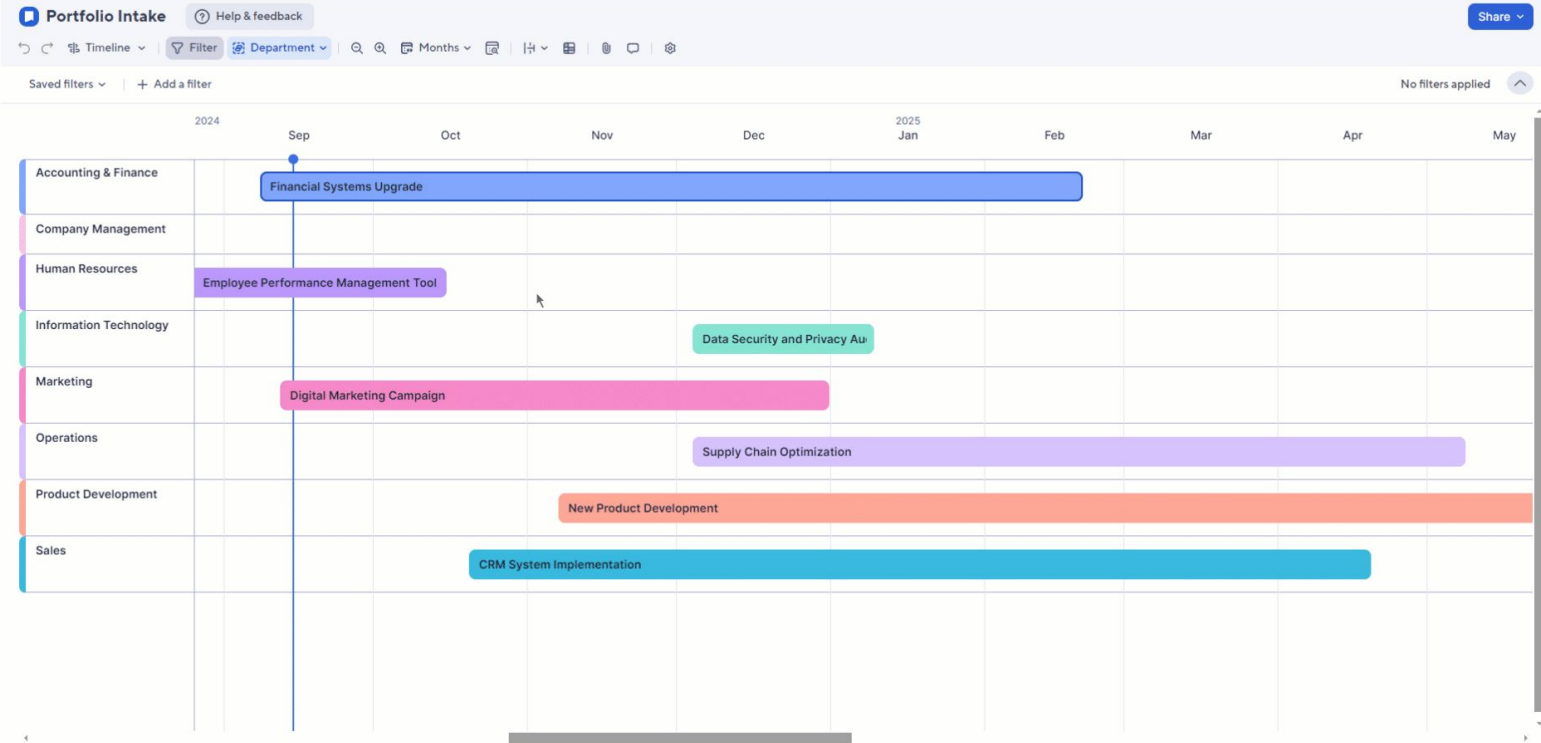 Portfolio Intake Help & feedback Share
Timeline Filter Department Months
Saved filters + Add a filter No filters applied
2024 2025
Sep Oct Nov Dec Jan Feb Mar Apr May
Accounting & Finance
Financial Systems Upgrade
Company Management
Human Resources
Employee Performance Management Tool
Information Technology
Data Security and Privacy Au
Marketing
Digital Marketing Campaign
Operations
Supply Chain Optimization
Product Development
New Product Development
Sales
CRM System Implementation